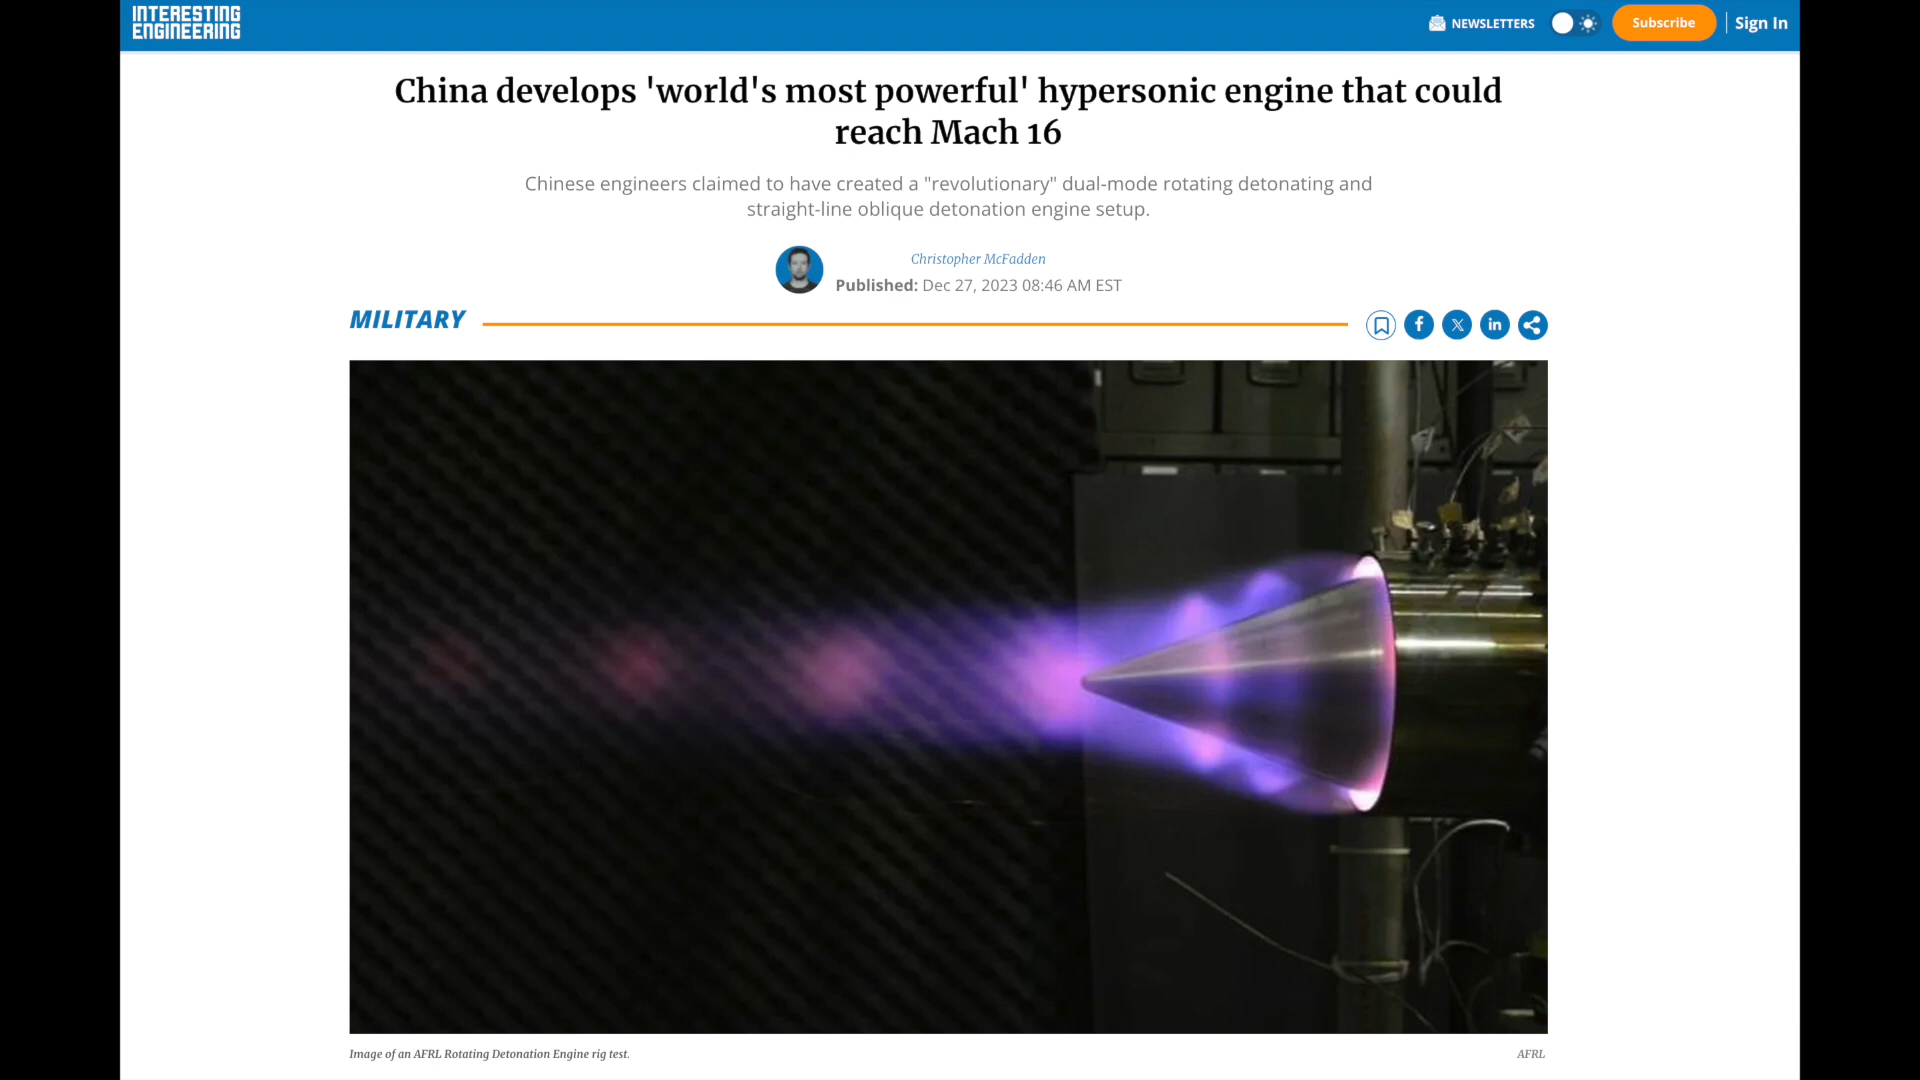 INTERESTING
ENGINEERING
NEWSLETTERS
Subscribe
Sign In
China develops 'world's most powerful' hypersonic engine that could
reach Mach 16
Chinese engineers claimed to have created a "revolutionary" dual-mode rotating detonating and
straight-line oblique detonation engine setup.
Christopher McFadden
Published: Dec 27, 2023 08:46 AM EST
MILITARY
Image of an AFRL Rotating Detonation Engine rig test.
AFRL